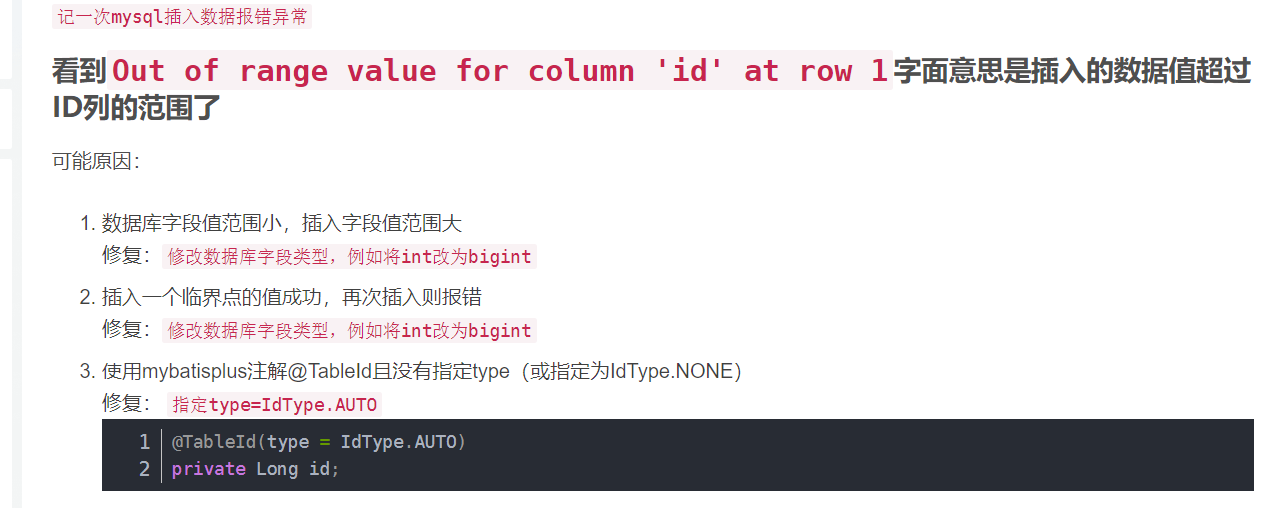 记一次mysql插入数据报错异常
看到Out of range value for column 'id' at row 1字面意思是插入的数据值超过
ID列的范围了
可能原因：
1. 数据库字段值范围小，插入字段值范围大
修复：修改数据库字段类型，例如将int改为bigint
2. 插入一个临界点的值成功，再次插入则报错
修复：修改数据库字段类型，例如将int改为bigint
3. 使用mybatisplus注解@TableId且没有指定type（或指定为IdType.NONE）
修复： 指定type=IdType.AUTO
1 @TableId(type = IdType.AUTO)
2 private Long id;